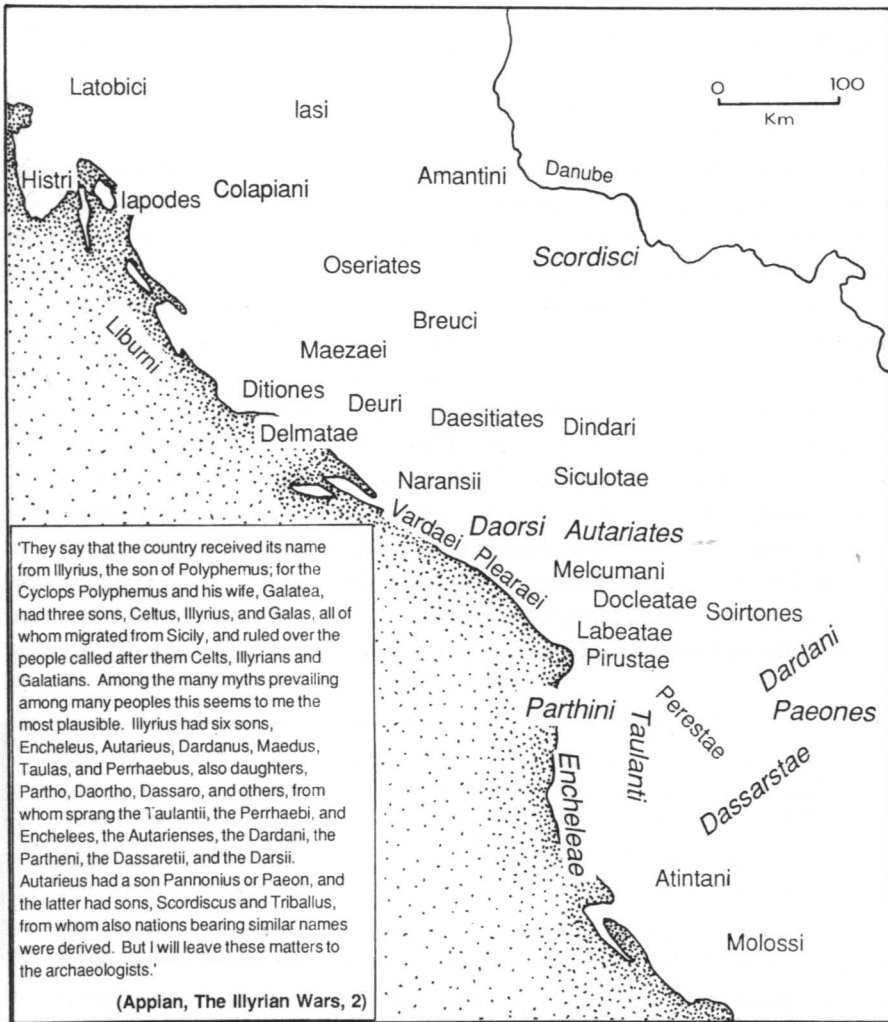 Latobici
Iasi
0 100
Km
Histri
Iapodes
Colapiani
Amantini
Danube
Oseriates
Scordisci
Liburni
Breuci
Maezaei
Ditiones
Deuri
Daesitiates
Dindari
Delmatae
Naransii
Siculotae
Vardaei
Daorsi
Autariates
Plearaei
Melcumani
Docleatae
Soirtones
Labeatae
Pirustae
Dardani
Parthini
Taulanti
Perestae
Paeones
Dassarstae
Encheleae
Atintani
Molossi
'They say that the country received its name
from Illyrius, the son of Polyphemus; for the
Cyclops Polyphemus and his wife, Galatea,
had three sons, Celtus, Illyrius, and Galas, all of
whom migrated from Sicily, and ruled over the
people called after them Celts, Illyrians and
Galatians. Among the many myths prevailing
among many peoples this seems to me the
most plausible. Illyrius had six sons,
Encheleus, Autarieus, Dardanus, Maedus,
Taulas, and Perrhaebus, also daughters,
Partho, Daortho, Dassaro, and others, from
whom sprang the Taulantii, the Perrhaebi, and
Enchelees, the Autarienses, the Dardani, the
Partheni, the Dassaretii, and the Darsii.
Autarieus had a son Pannonius or Paeon, and
the latter had sons, Scordiscus and Triballus,
from whom also nations bearing similar names
were derived. But I will leave these matters to
the archaeologists.'
(Appian, The Illyrian Wars, 2)